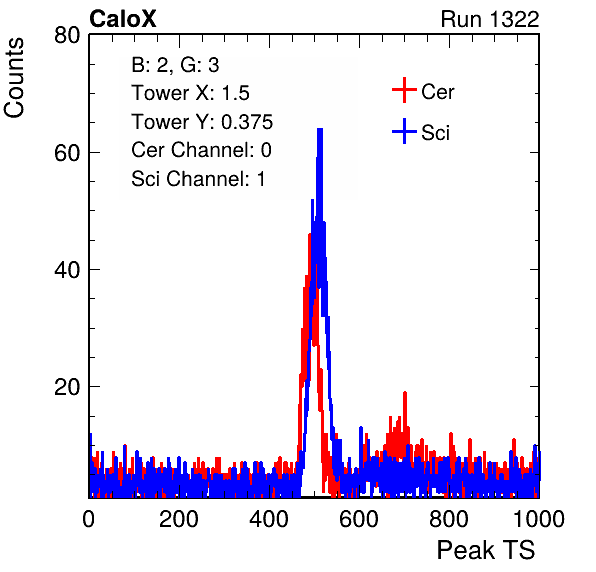 CaloX Run 1322
80
60
40
20
Counts
B: 2, G: 3
Tower X: 1.5
Tower Y: 0.375
Cer Channel: 0
Sci Channel: 1
Cer
Sci
0 200 400 600 800 1000
Peak TS